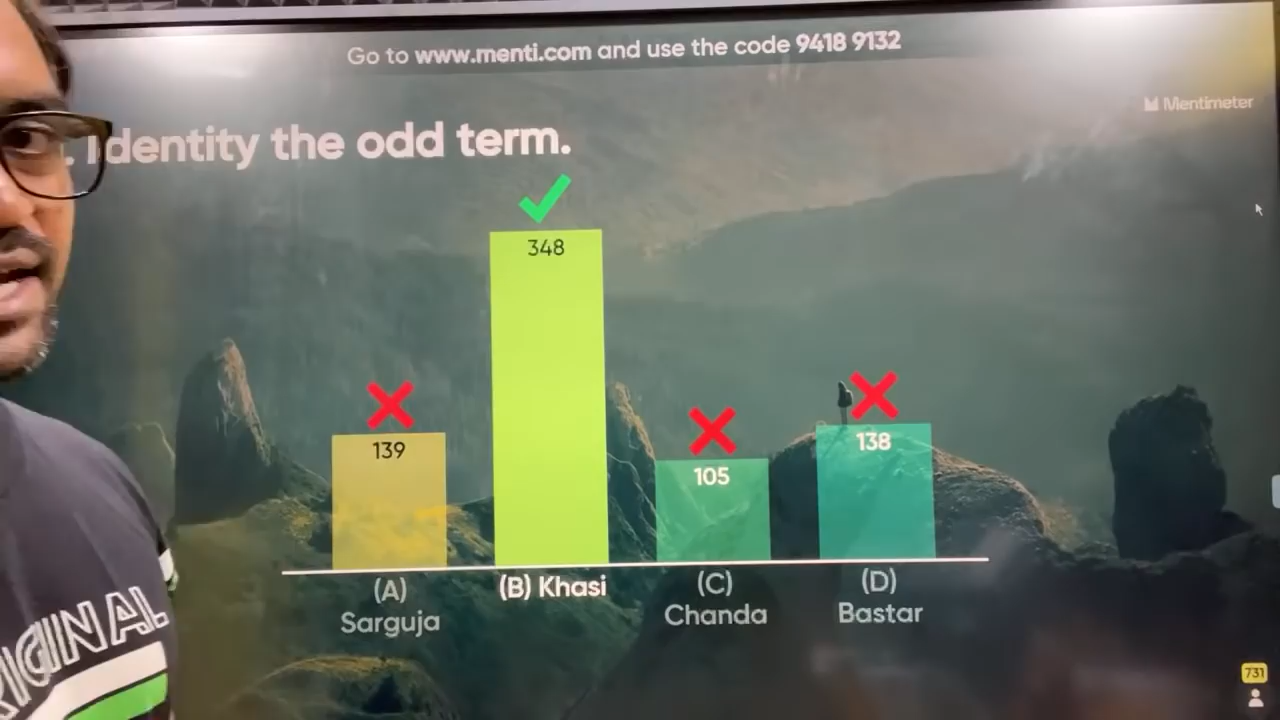 Go to www.menti.com and use the code 9418 9132
Mentimeter
. Identity the odd term.
348
139
105
138
(A) Sarguja
(B) Khasi
(C) Chanda
(D) Bastar
RIGINAL
731